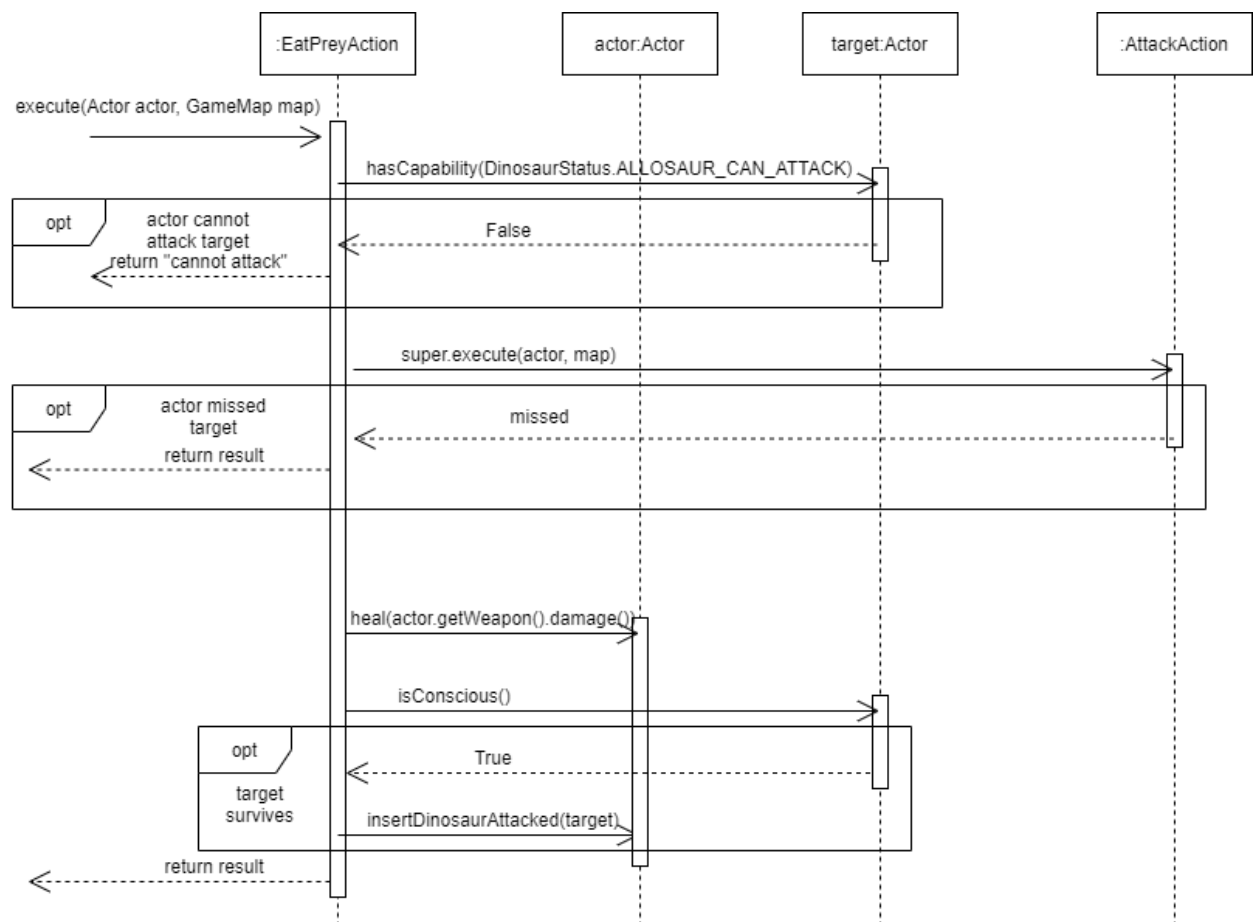 :EatPreyAction
actor:Actor
target:Actor
:AttackAction
execute(Actor actor, GameMap map)
hasCapability(DinosaurStatus.ALLOSAUR_CAN_ATTACK)
opt
actor cannot
attack target
False
return "cannot attack"
super.execute(actor, map)
opt
actor missed
target
missed
return result
heal(actor.getWeapon().damage())
isConscious()
opt
True
target
survives
insertDinosaurAttacked(target)
return result